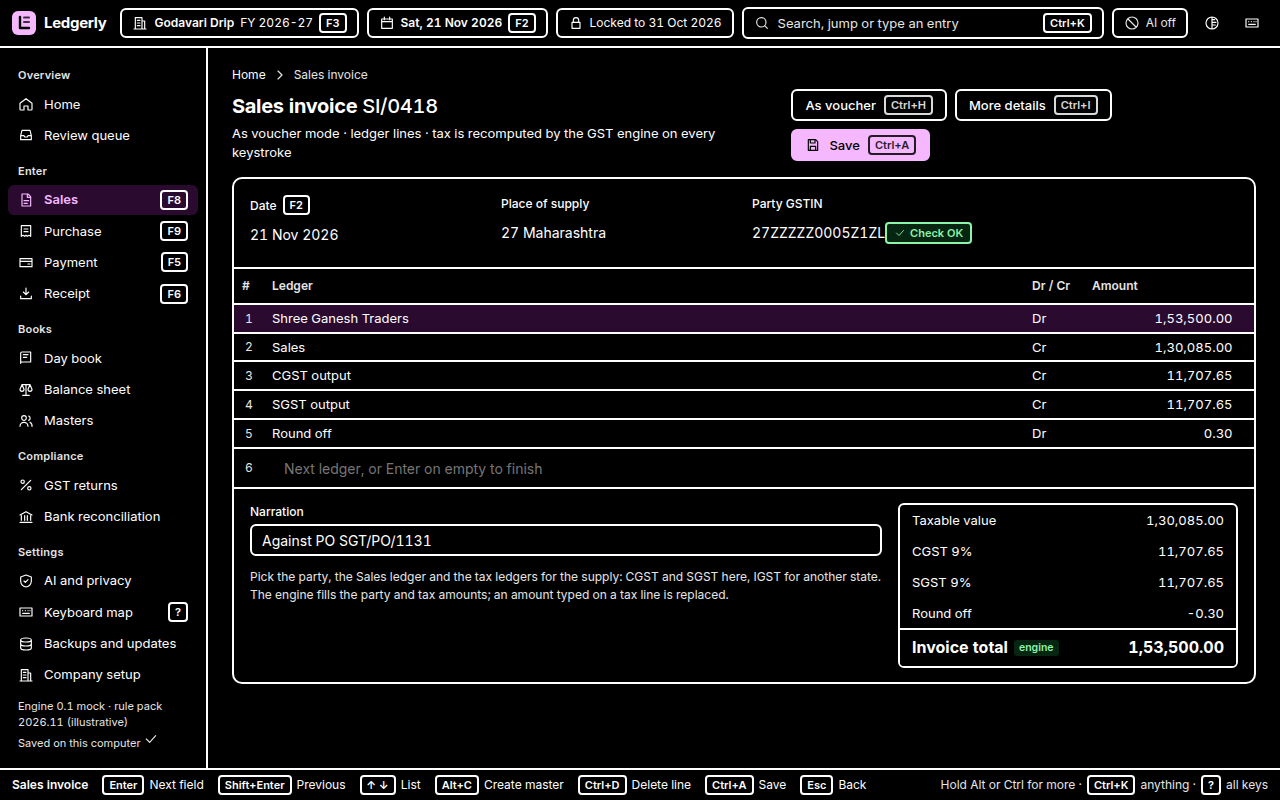 Ledgerly
Godavari Drip FY 2026-27 F3
Sat, 21 Nov 2026 F2
Locked to 31 Oct 2026
Search, jump or type an entry Ctrl+K
AI off
Overview
Home
Review queue
Enter
Sales F8
Purchase F9
Payment F5
Receipt F6
Books
Day book
Balance sheet
Masters
Compliance
GST returns
Bank reconciliation
Settings
AI and privacy
Keyboard map ?
Backups and updates
Company setup
Engine 0.1 mock · rule pack
2026.11 (illustrative)
Saved on this computer
Home Sales invoice
Sales invoice SI/0418
As voucher mode · ledger lines · tax is recomputed by the GST engine on every
keystroke
As voucher Ctrl+H
More details Ctrl+I
Save Ctrl+A
Date F2
21 Nov 2026
Place of supply
27 Maharashtra
Party GSTIN
27ZZZZZ0005Z1ZL Check OK
# Ledger Dr / Cr Amount
1 Shree Ganesh Traders Dr 1,53,500.00
2 Sales Cr 1,30,085.00
3 CGST output Cr 11,707.65
4 SGST output Cr 11,707.65
5 Round off Dr 0.30
6 Next ledger, or Enter on empty to finish
Narration
Against PO SGT/PO/1131
Pick the party, the Sales ledger and the tax ledgers for the supply: CGST and SGST here, IGST for another state.
The engine fills the party and tax amounts; an amount typed on a tax line is replaced.
Taxable value 1,30,085.00
CGST 9% 11,707.65
SGST 9% 11,707.65
Round off -0.30
Invoice total engine 1,53,500.00
Sales invoice Enter Next field Shift+Enter Previous ↑ ↓ List Alt+C Create master Ctrl+D Delete line Ctrl+A Save Esc Back Hold Alt or Ctrl for more · Ctrl+K anything · ? all keys